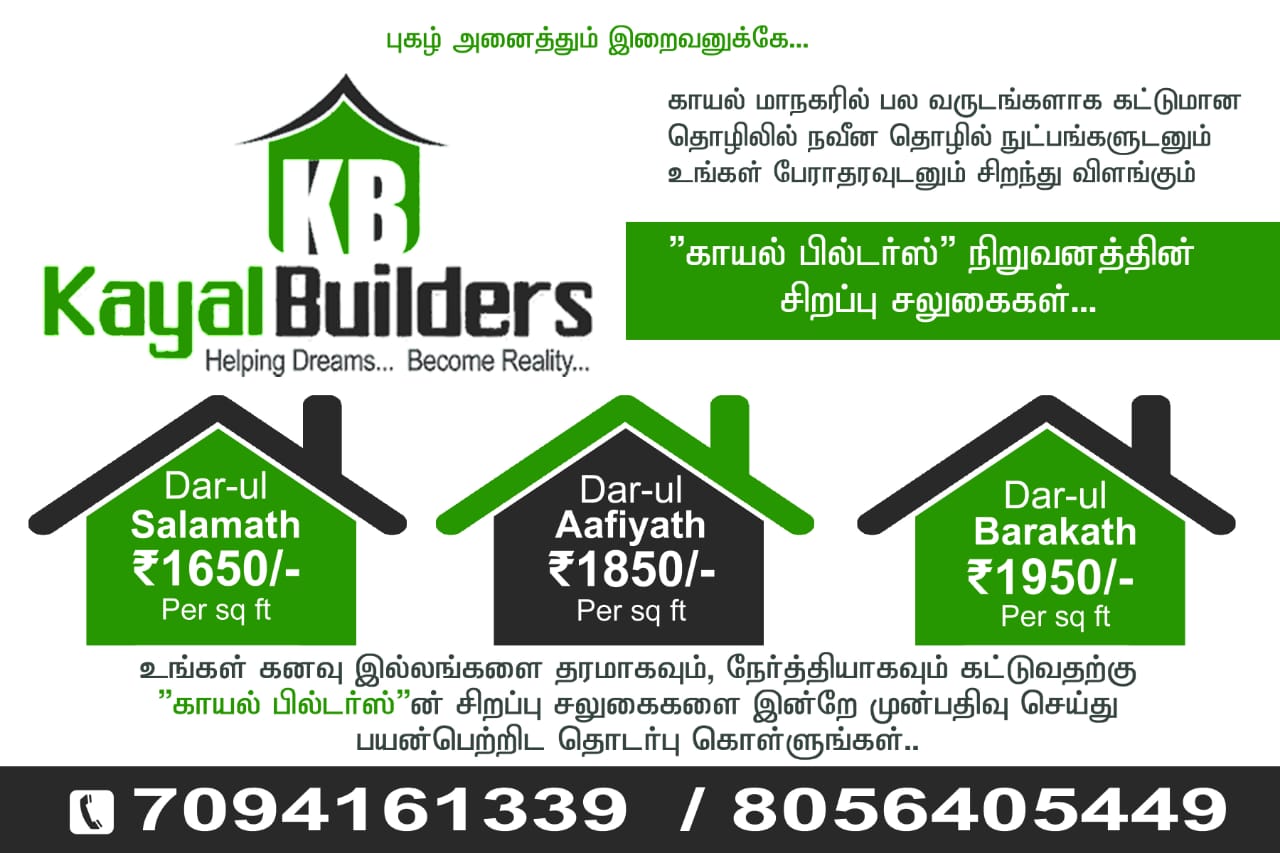 புகழ் அனைத்தும் இறைவனுக்கே...
KB
Kayal Builders
Helping Dreams... Become Reality...
காயல் மாநகரில் பல வருடங்களாக கட்டுமான
தொழிலில் நவீன தொழில் நுட்பங்களுடனும்
உங்கள் பேராதரவுடனும் சிறந்து விளங்கும்
”காயல் பில்டர்ஸ்” நிறுவனத்தின்
சிறப்பு சலுகைகள்...
Dar-ul
Salamath
₹1650/-
Per sq ft
Dar-ul
Aafiyath
₹1850/-
Per sq ft
Dar-ul
Barakath
₹1950/-
Per sq ft
உங்கள் கனவு இல்லங்களை தரமாகவும், நேர்த்தியாகவும் கட்டுவதற்கு
”காயல் பில்டர்ஸ்”ன் சிறப்பு சலுகைகளை இன்றே முன்பதிவு செய்து
பயன்பெற்றிட தொடர்பு கொள்ளுங்கள்..
7094161339 / 8056405449